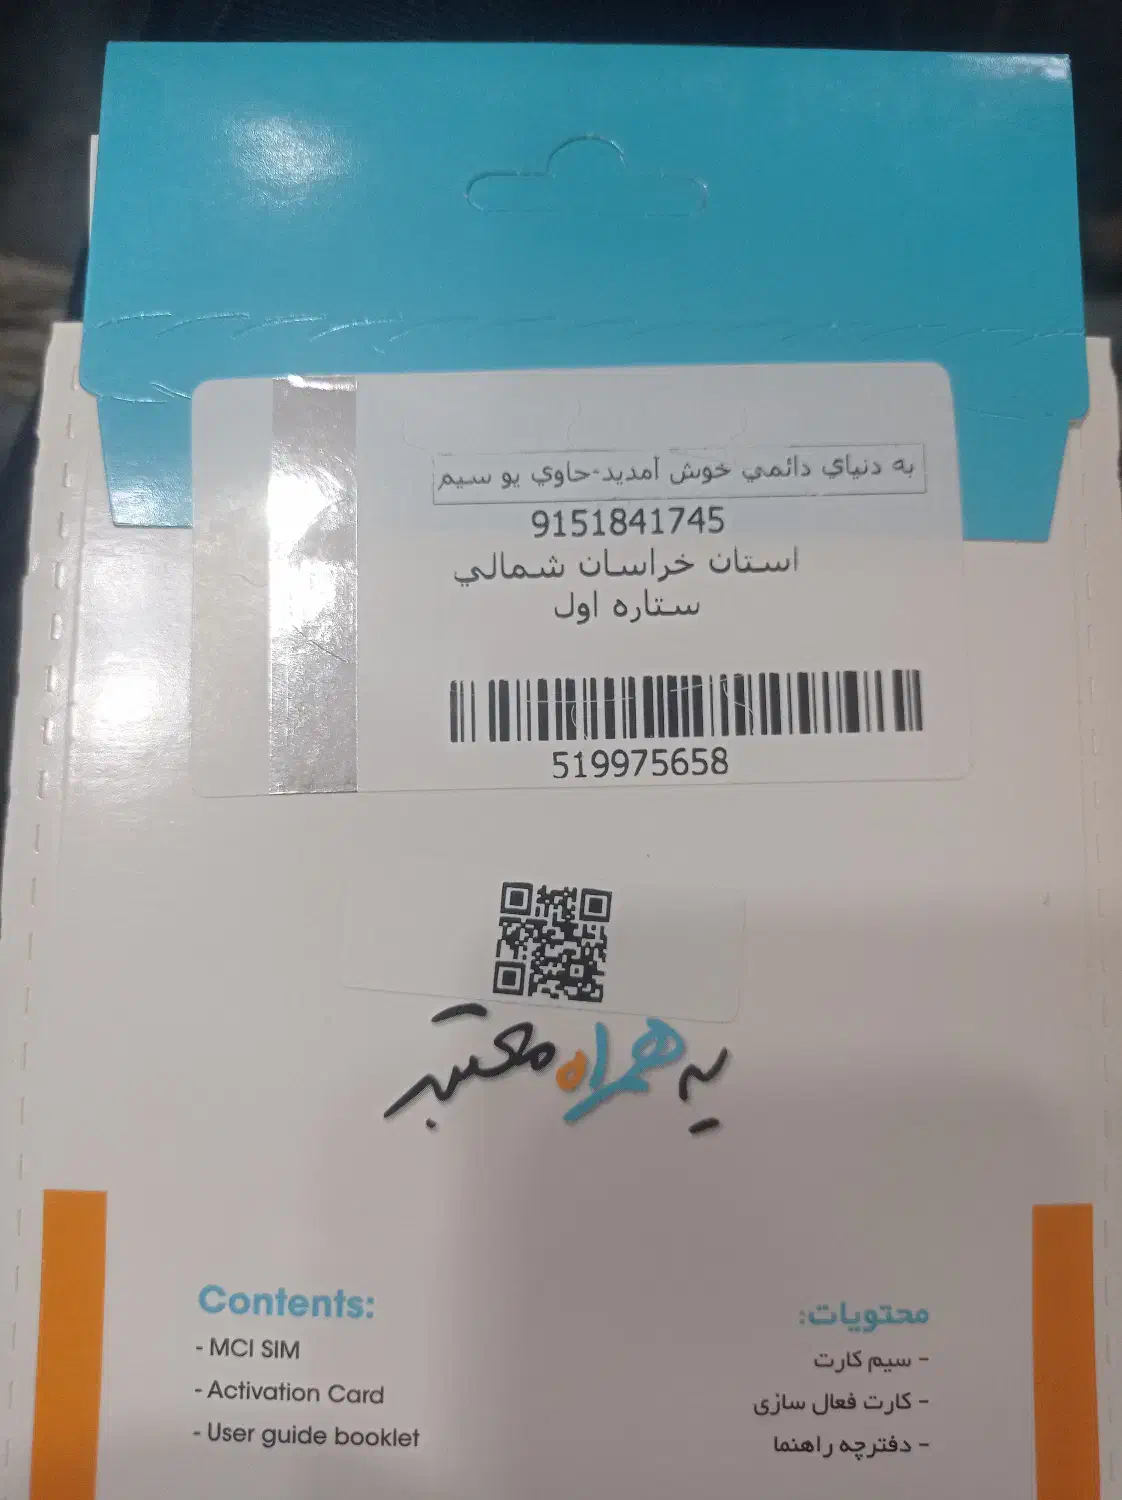 به دنياي دائمي خوش آمديد-حاوي يو سيم
9151841745
استان خراسان شمالي
ستاره اول
519975658
به همراه معتبر
Contents:
- MCI SIM
- Activation Card
- User guide booklet
محتویات:
- سیم کارت
- کارت فعال سازی
- دفترچه راهنما